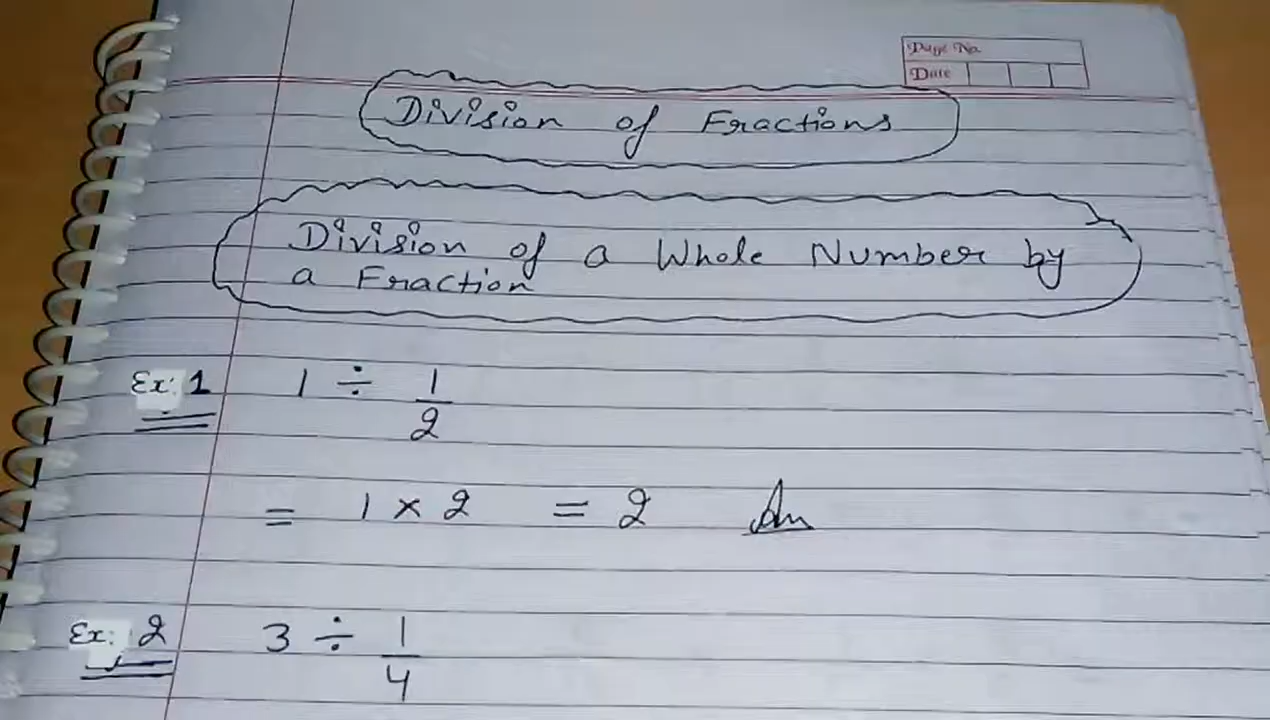 Page No.
Date
Division of Fractions
Division of a Whole Number by
a Fraction
Ex: 1 1 ÷ 1/2
= 1 × 2 = 2 Ans
Ex: 2 3 ÷ 1/4